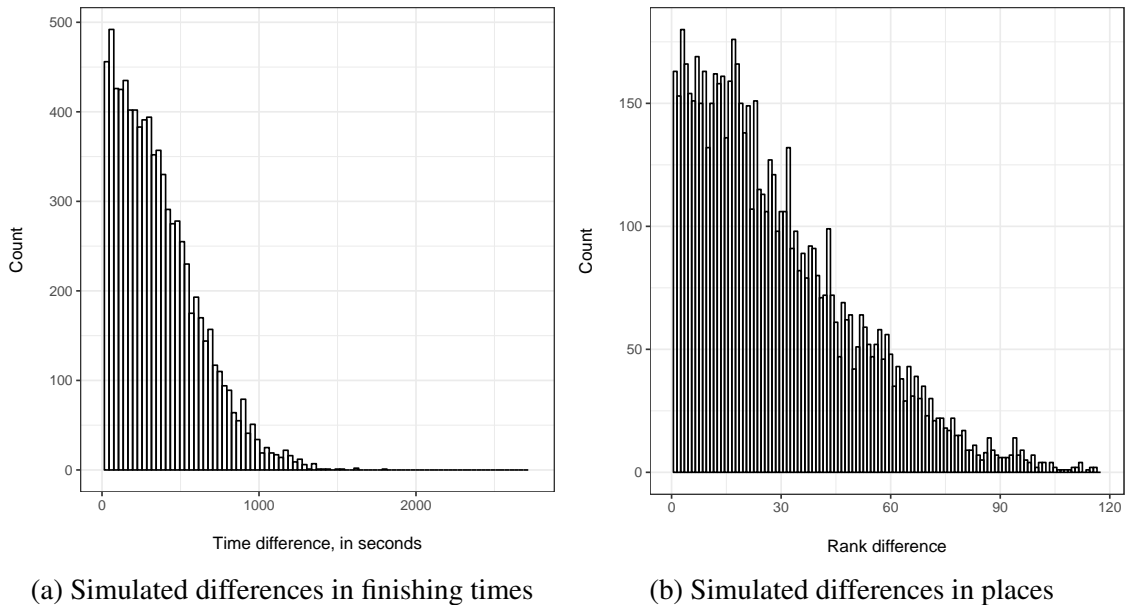 500
400
300
200
100
0
Count
0 1000 2000
Time difference, in seconds
(a) Simulated differences in finishing times
150
100
50
0
Count
0 30 60 90 120
Rank difference
(b) Simulated differences in places